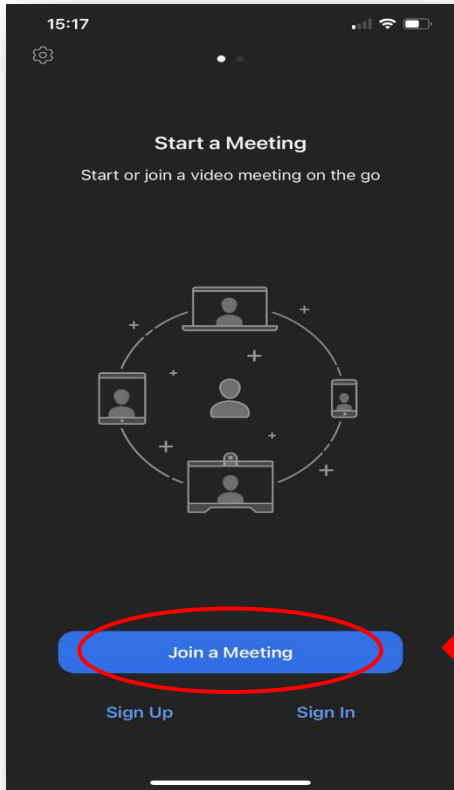 15:17
Start a Meeting
Start or join a video meeting on the go
Join a Meeting
Sign Up
Sign In